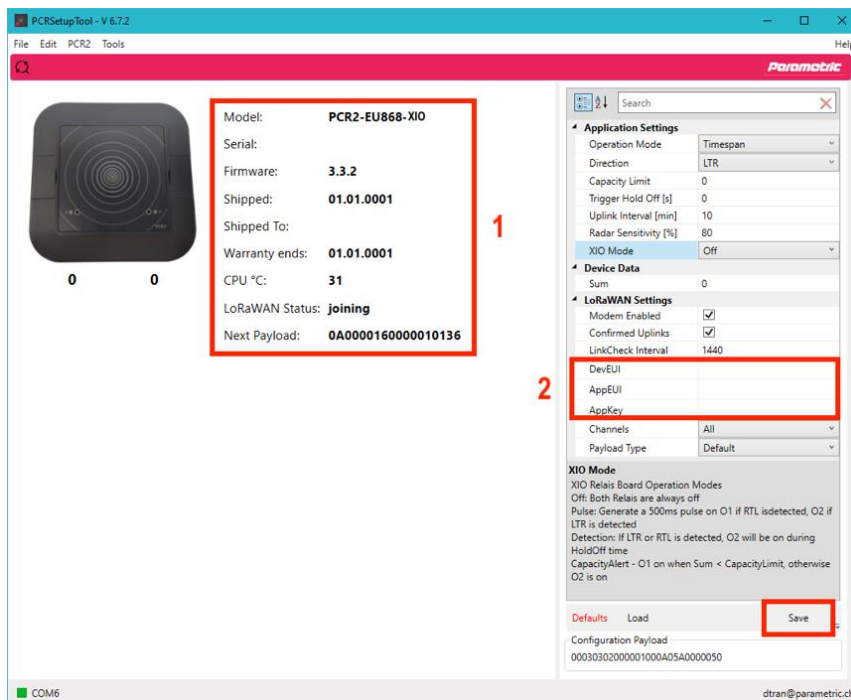 PCRSetupTool - V 6.7.2
File Edit PCR2 Tools
Help
Parametric
Model: PCR2-EU868-XIO
Serial:
Firmware: 3.3.2
Shipped: 01.01.0001
Shipped To:
Warranty ends: 01.01.0001
CPU °C: 31
LoRaWAN Status: joining
Next Payload: 0A0000160000010136
0 0
1
Search
Application Settings
Operation Mode Timespan
Direction LTR
Capacity Limit 0
Trigger Hold Off [s] 0
Uplink Interval [min] 10
Radar Sensitivity [%] 80
XIO Mode Off
Device Data
Sum 0
LoRaWAN Settings
Modem Enabled
Confirmed Uplinks
LinkCheck Interval 1440
2
DevEUI
AppEUI
AppKey
Channels All
Payload Type Default
XIO Mode
XIO Relais Board Operation Modes
Off: Both Relais are always off
Pulse: Generate a 500ms pulse on O1 if RTL isdetected, O2 if
LTR is detected
Detection: If LTR or RTL is detected, O2 will be on during
HoldOff time
CapacityAlert - O1 on when Sum < CapacityLimit, otherwise
O2 is on
Defaults Load Save
Configuration Payload
00030302000001000A05A0000050
COM6
dtran@parametric.cl